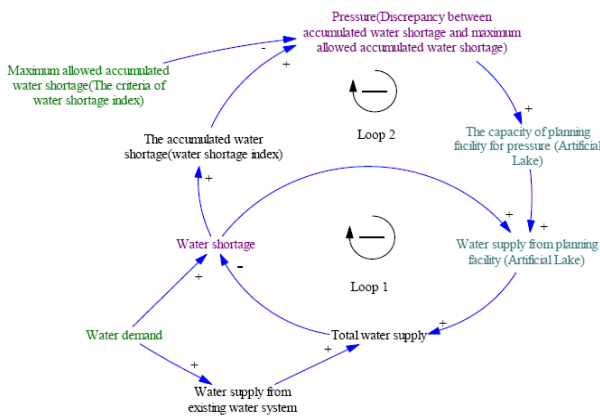 Pressure(Discrepancy between
accumulated water shortage and maximum
allowed accumulated water shortage)
-
+
Maximum allowed accumulated
water shortage(The criteria of
water shortage index)
Loop 2
+
The accumulated water
shortage(water shortage index)
The capacity of planning
facility for pressure (Artificial
Lake)
+
+
+
Water shortage
Water supply from planning
facility (Artificial Lake)
+
-
Loop 1
Water demand
Total water supply
+
+
+
Water supply from
existing water system